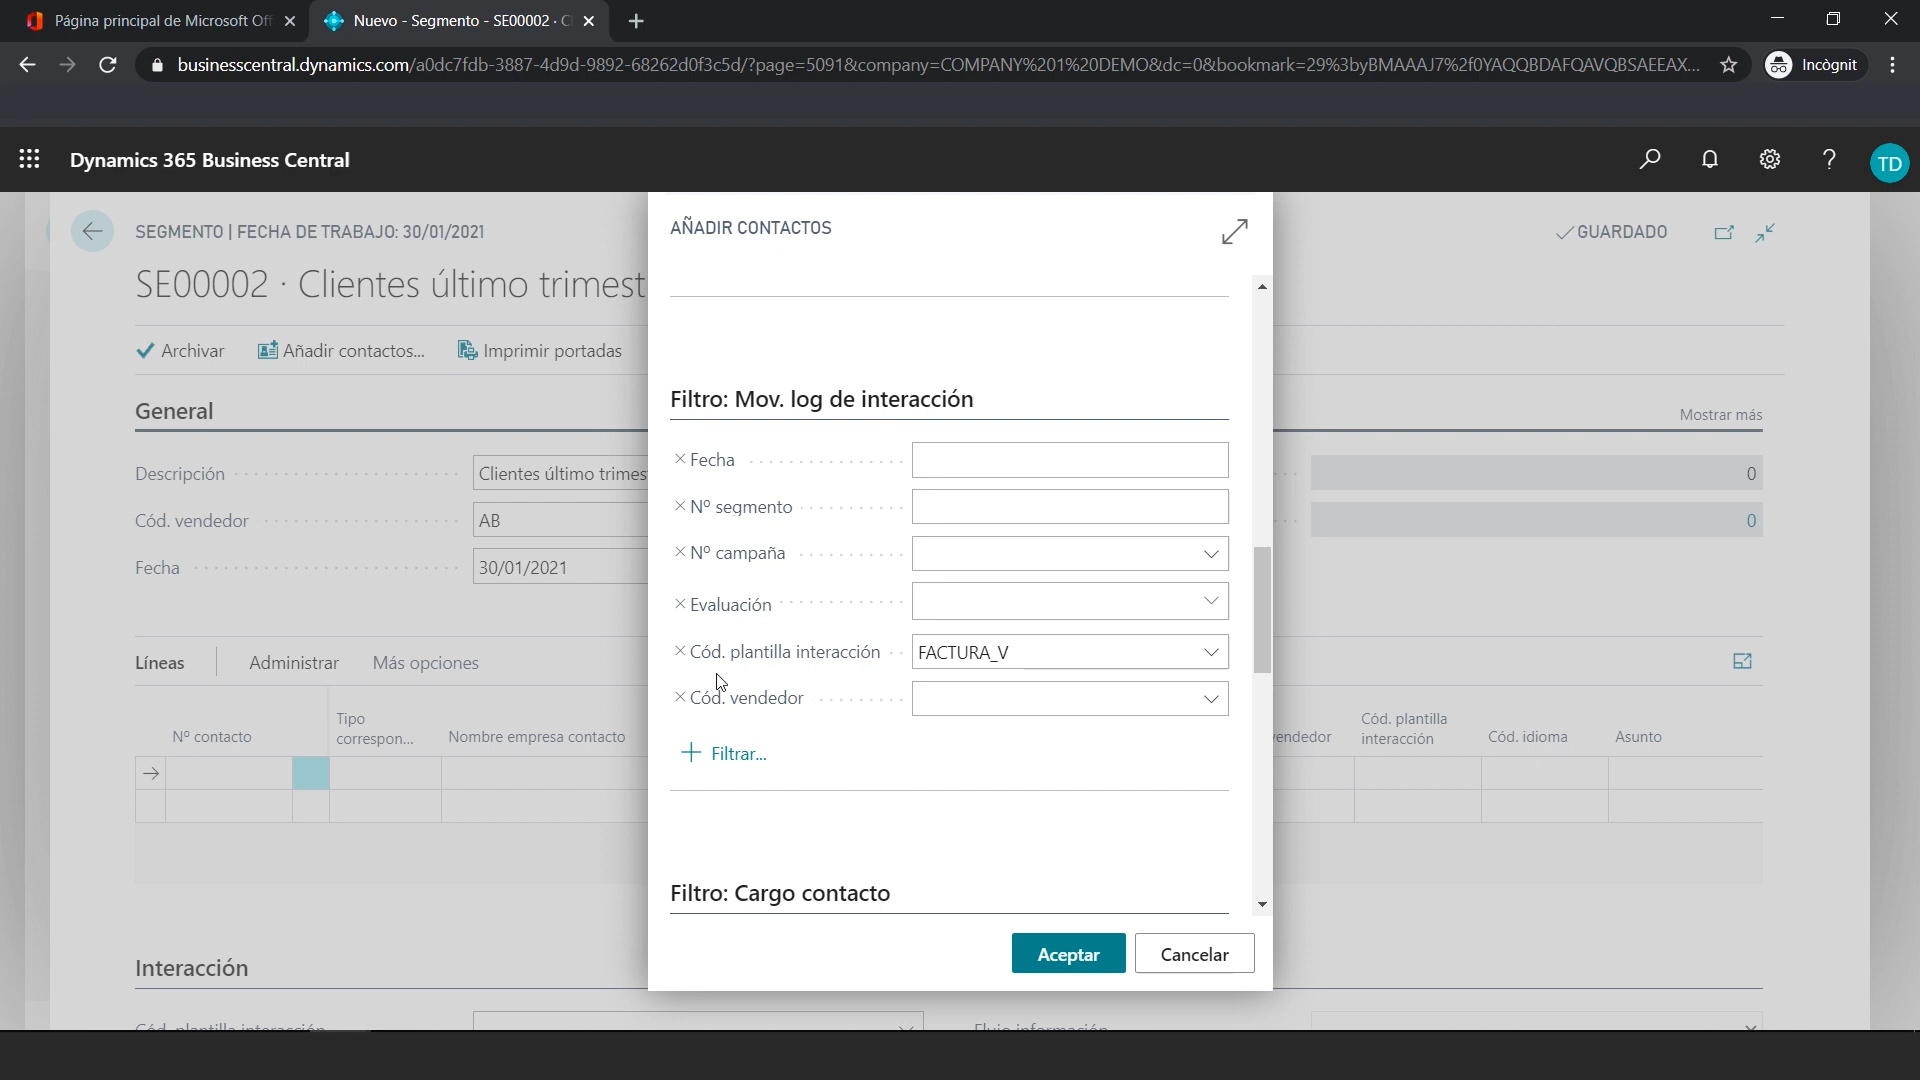 Página principal de Microsoft Off
Nuevo - Segmento - SE00002 · Cl
businesscentral.dynamics.com/a0dc7fdb-3887-4d9d-9892-68262d0f3c5d/?page=5091&company=COMPANY%201%20DEMO&dc=0&bookmark=29%3byBMAAAJ7%2f0YAQQBDAFQAVQBSAEEAX...
Incògnit
Dynamics 365 Business Central
TD
SEGMENTO | FECHA DE TRABAJO: 30/01/2021
GUARDADO
SE00002 · Clientes último trimest
Archivar
Añadir contactos...
Imprimir portadas
General
Mostrar más
Descripción
Clientes último trimes
0
Cód. vendedor
AB
0
Fecha
30/01/2021
Líneas
Administrar
Más opciones
Nº contacto
Tipo
correspon...
Nombre empresa contacto
endedor
Cód. plantilla
interacción
Cód. idioma
Asunto
Interacción
Cód. plantilla interacción
Flujo información
AÑADIR CONTACTOS
Filtro: Mov. log de interacción
× Fecha
× Nº segmento
× Nº campaña
× Evaluación
× Cód. plantilla interacción
FACTURA_V
× Cód. vendedor
Filtrar...
Filtro: Cargo contacto
Aceptar
Cancelar